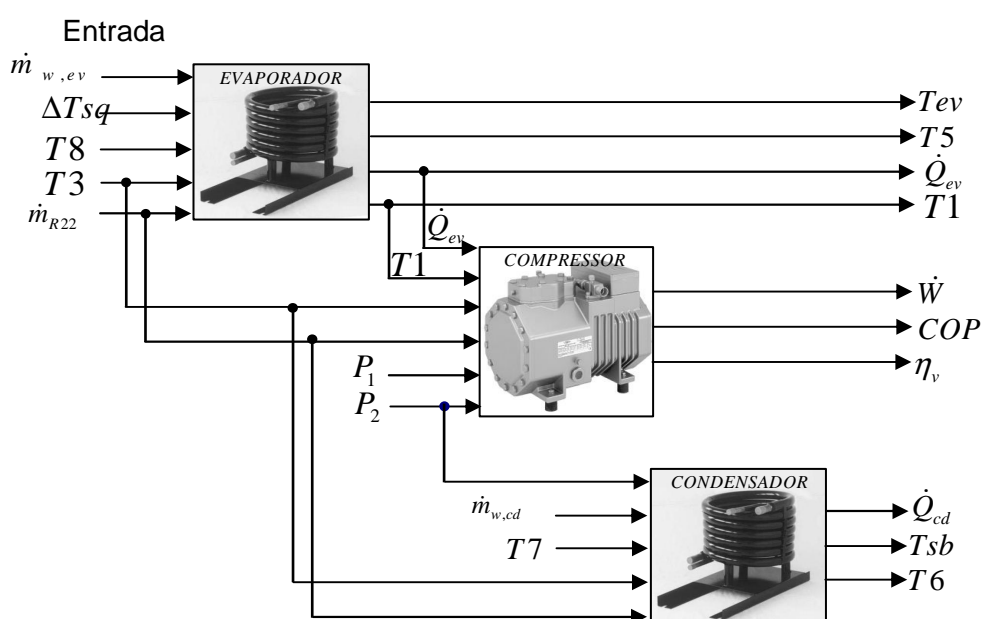 Entrada
ṁ w,ev
EVAPORADOR
ΔTsq
Tev
T8
T5
T3
Q̇ev
ṁR22
T1
Q̇ev
T1
COMPRESSOR
Ẇ
COP
P1
ηv
P2
CONDENSADOR
ṁw,cd
Q̇cd
T7
Tsb
T6